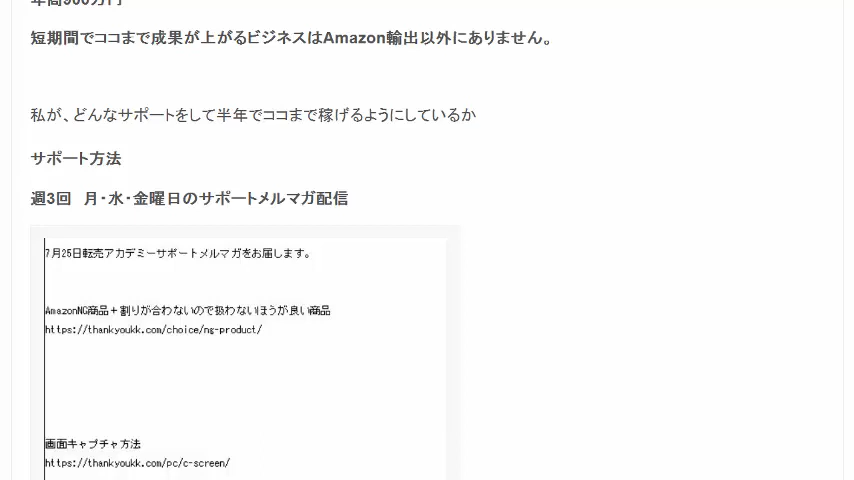 年間900万円
短期間でココまで成果が上がるビジネスはAmazon輸出以外にありません。
私が、どんなサポートをして半年でココまで稼げるようにしているか
サポート方法
週3回　月・水・金曜日のサポートメルマガ配信
7月25日転売アカデミーサポートメルマガをお届します。
AmazonNG商品＋割りが合わないので扱わないほうが良い商品
https://thankyoukk.com/choice/ng-product/
画面キャプチャ方法
https://thankyoukk.com/pc/c-screen/